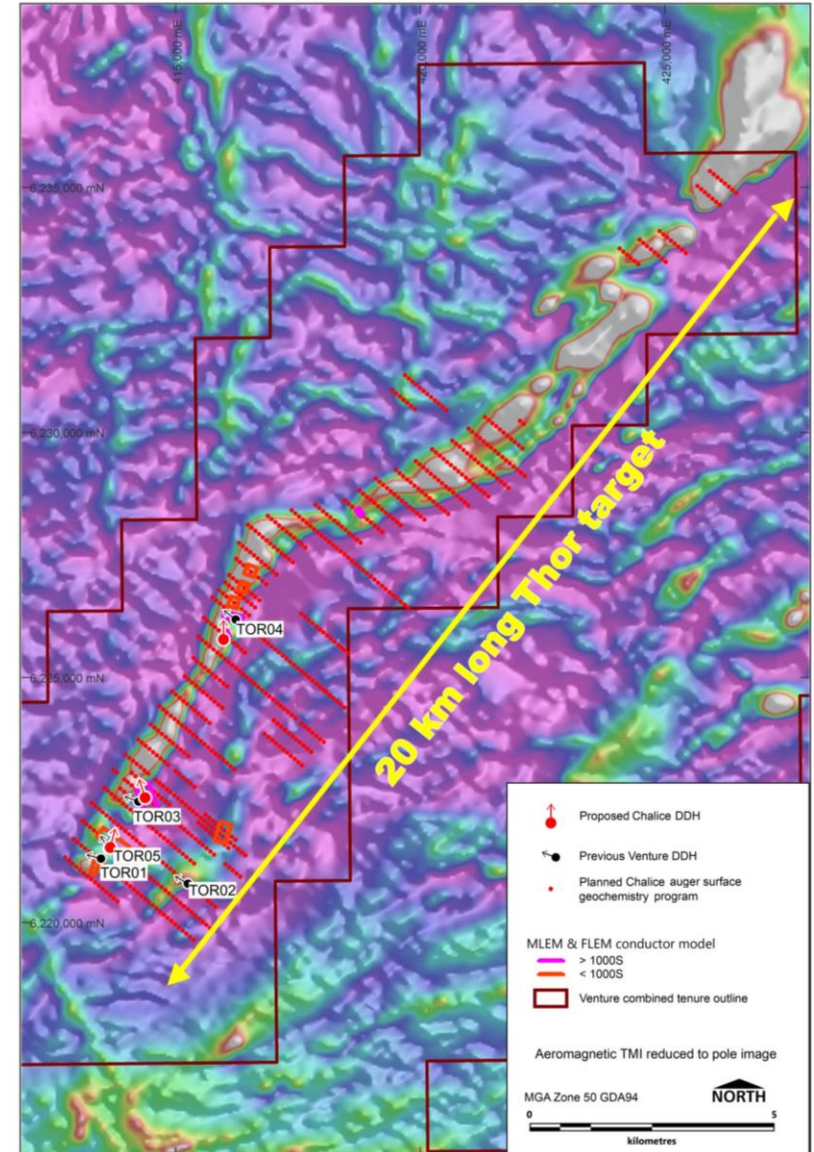 415,000 mE
420,000 mE
425,000 mE
6,235,000 mN
6,230,000 mN
20 km long Thor target
TOR04
6,225,000 mN
TOR03
TOR05
TOR01
TOR02
6,220,000 mN
Proposed Chalice DDH
Previous Venture DDH
Planned Chalice auger surface
geochemistry program
MLEM & FLEM conductor model
> 1000S
< 1000S
Venture combined tenure outline
Aeromagnetic TMI reduced to pole image
MGA Zone 50 GDA94
NORTH
0 5
kilometres